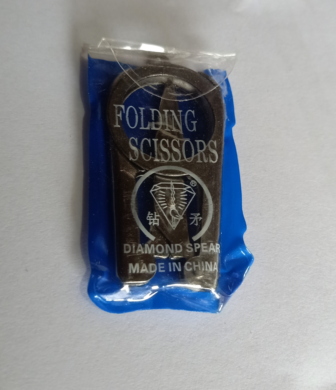 FOLDING
SCISSORS
®
钻 矛
DIAMOND SPEAR
MADE IN CHINA